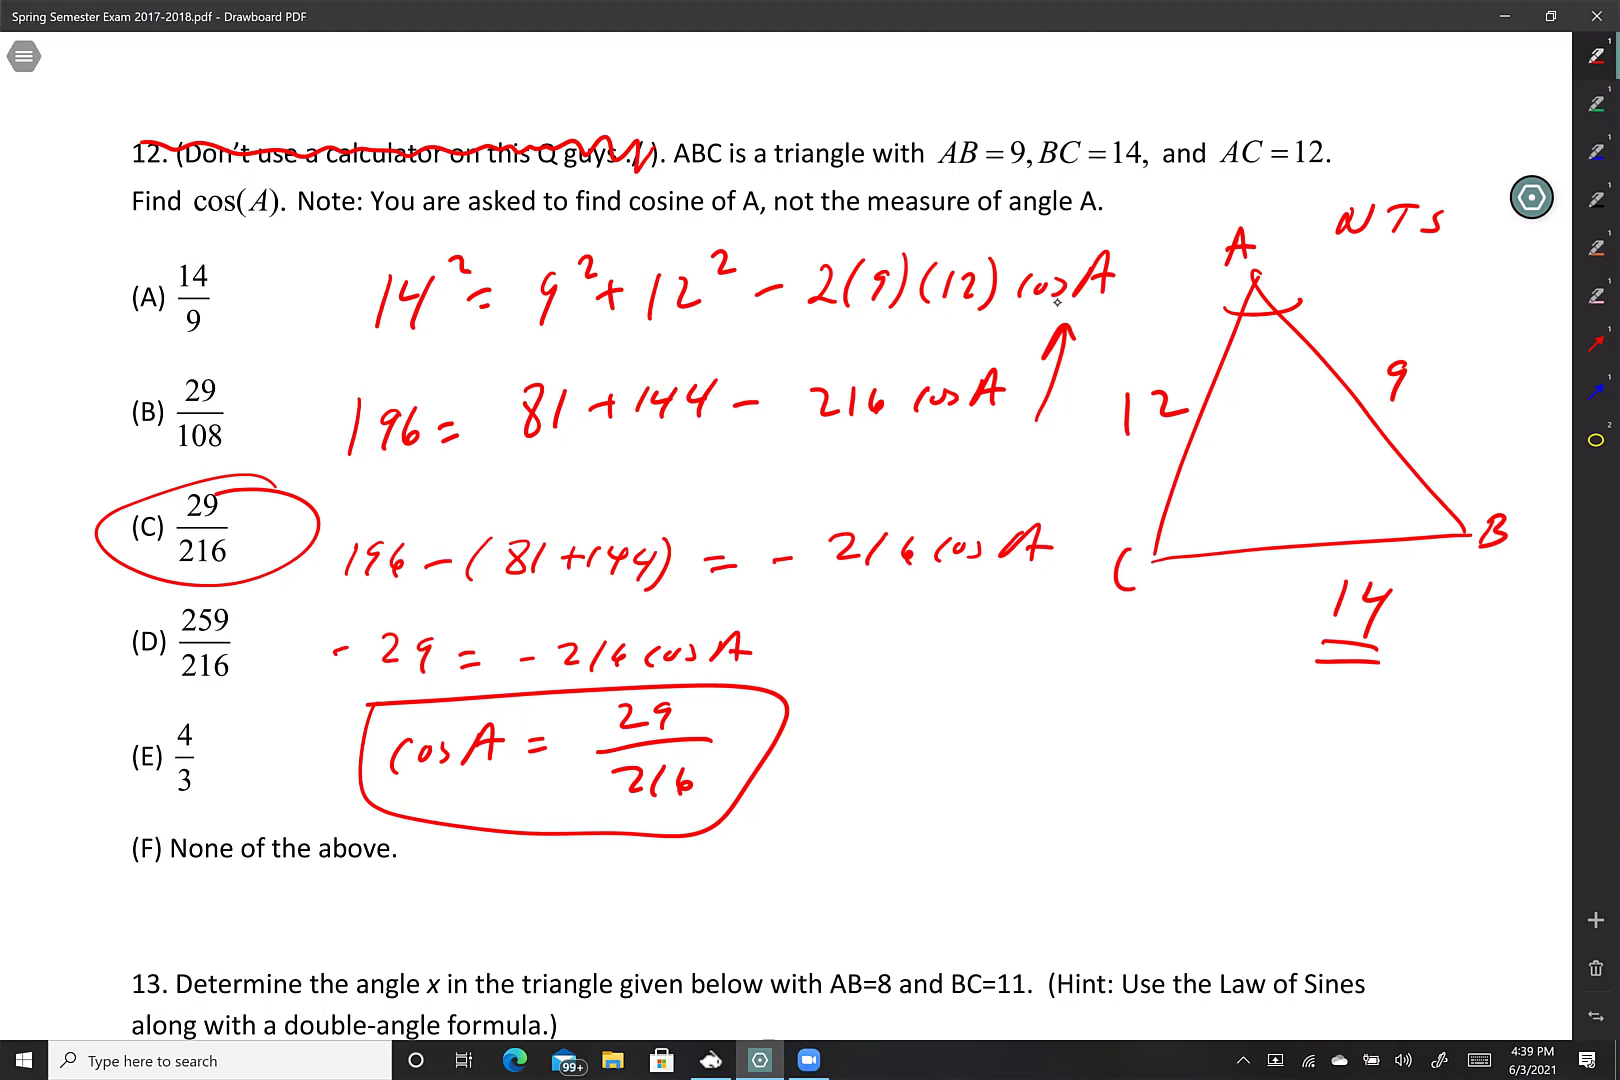 Spring Semester Exam 2017-2018.pdf - Drawboard PDF
12. (Don't use a calculator on this Q guys ./ ). ABC is a triangle with AB = 9, BC = 14, and AC = 12.
Find cos(A). Note: You are asked to find cosine of A, not the measure of angle A.
NTS
A
(A) 14/9
14² = 9² + 12² - 2(9)(12) cos A
(B) 29/108
196 = 81 + 144 - 216 cos A
12
9
(C) 29/216
196 - (81 + 144) = - 216 cos A
C
B
14
(D) 259/216
- 29 = - 216 cos A
(E) 4/3
cos A = 29/216
(F) None of the above.
13. Determine the angle x in the triangle given below with AB=8 and BC=11. (Hint: Use the Law of Sines
along with a double-angle formula.)
Type here to search
99+
4:39 PM
6/3/2021